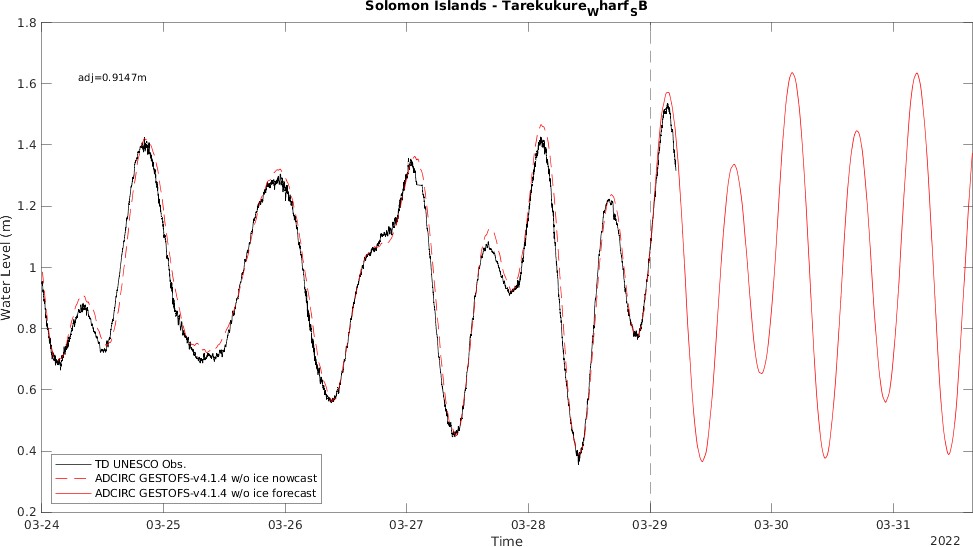 Solomon Islands - Tarekukure_Wharf_SB
1.8
1.6
1.4
1.2
1
0.8
0.6
0.4
0.2
Water Level (m)
adj=0.9147m
TD UNESCO Obs.
ADCIRC GESTOFS-v4.1.4 w/o ice nowcast
ADCIRC GESTOFS-v4.1.4 w/o ice forecast
03-24 03-25 03-26 03-27 03-28 03-29 03-30 03-31
Time
2022